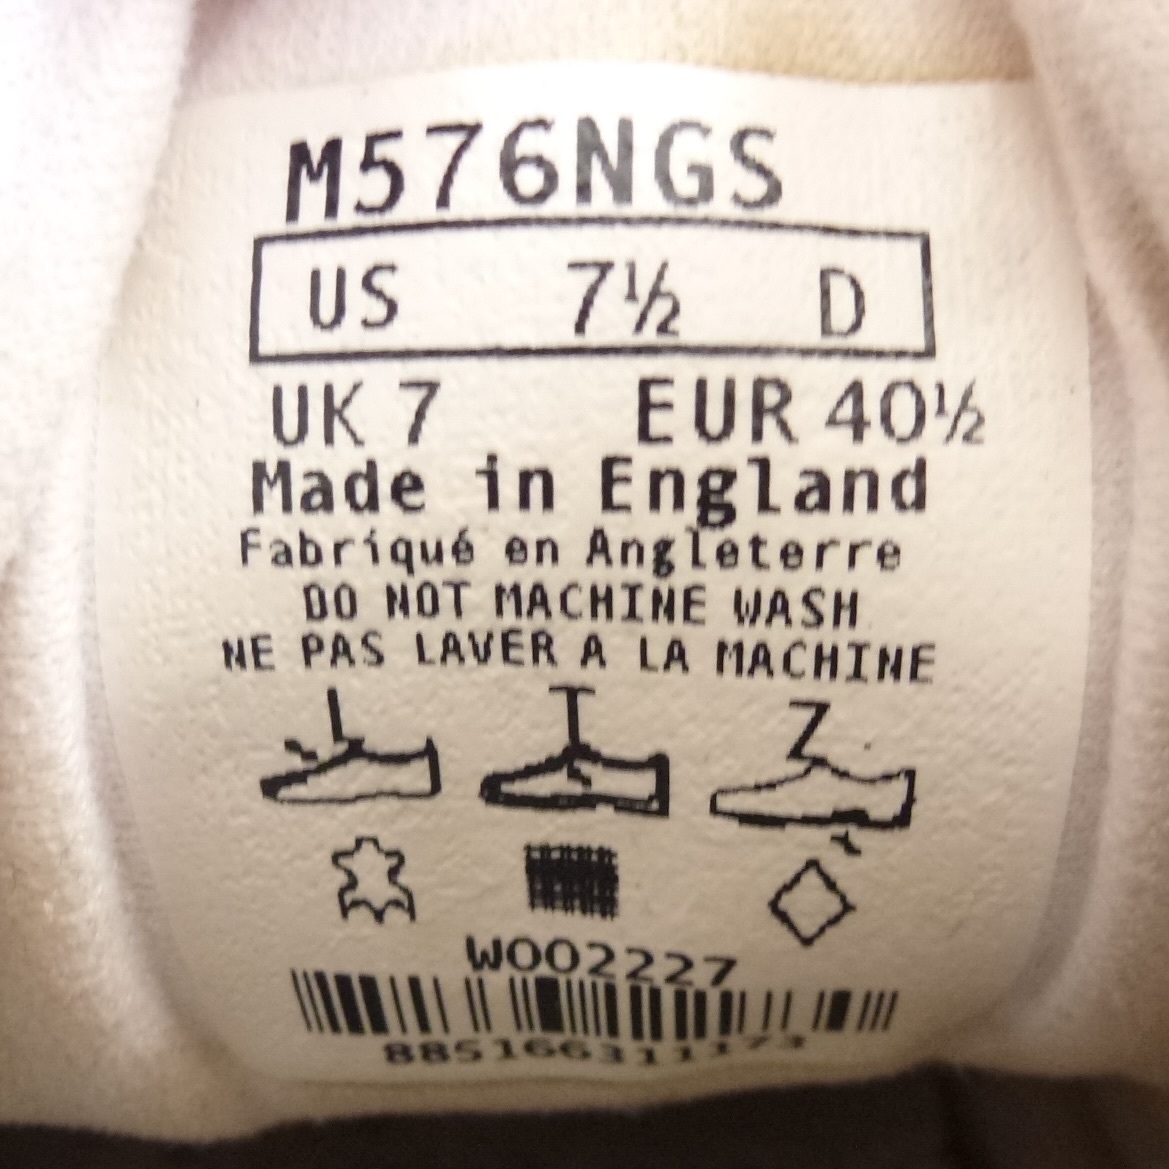 M576NGS
US 7½ D
UK 7 EUR 40½
Made in England
Fabriqué en Angleterre
DO NOT MACHINE WASH
NE PAS LAVER A LA MACHINE
W002227
885166311173